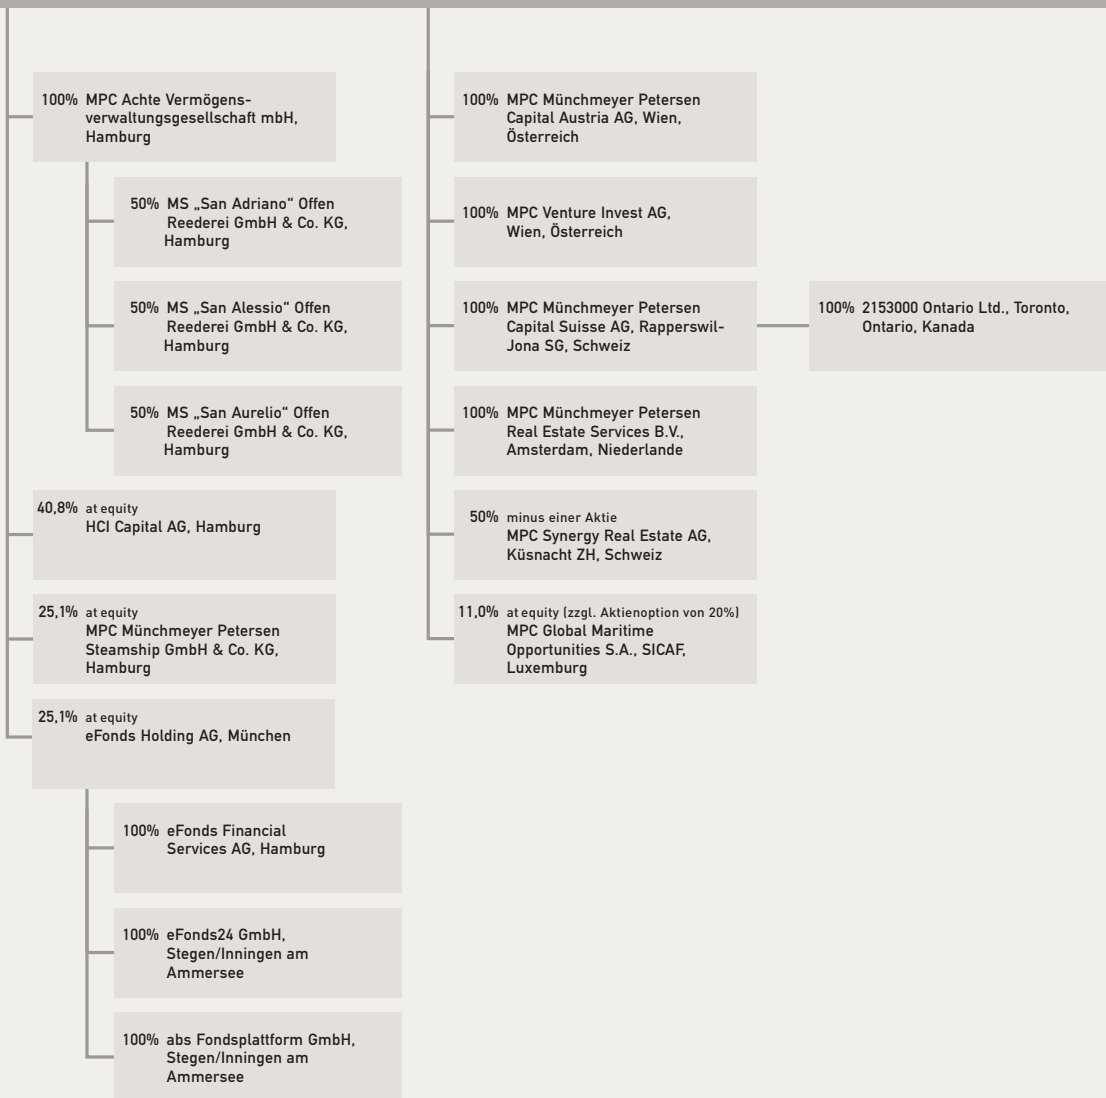 100% MPC Achte Vermögens-
verwaltungsgesellschaft mbH,
Hamburg
50% MS „San Adriano“ Offen
Reederei GmbH & Co. KG,
Hamburg
50% MS „San Alessio“ Offen
Reederei GmbH & Co. KG,
Hamburg
50% MS „San Aurelio“ Offen
Reederei GmbH & Co. KG,
Hamburg
40,8% at equity
HCI Capital AG, Hamburg
25,1% at equity
MPC Münchmeyer Petersen
Steamship GmbH & Co. KG,
Hamburg
25,1% at equity
eFonds Holding AG, München
100% eFonds Financial
Services AG, Hamburg
100% eFonds24 GmbH,
Stegen/Inningen am
Ammersee
100% abs Fondsplattform GmbH,
Stegen/Inningen am
Ammersee
100% MPC Münchmeyer Petersen
Capital Austria AG, Wien,
Österreich
100% MPC Venture Invest AG,
Wien, Österreich
100% MPC Münchmeyer Petersen
Capital Suisse AG, Rapperswil-
Jona SG, Schweiz
100% 2153000 Ontario Ltd., Toronto,
Ontario, Kanada
100% MPC Münchmeyer Petersen
Real Estate Services B.V.,
Amsterdam, Niederlande
50% minus einer Aktie
MPC Synergy Real Estate AG,
Küsnacht ZH, Schweiz
11,0% at equity (zzgl. Aktienoption von 20%)
MPC Global Maritime
Opportunities S.A., SICAF,
Luxemburg